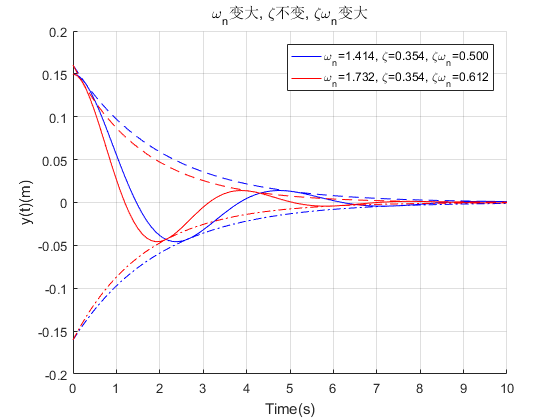 ωn变大, ζ不变, ζωn变大
ωn=1.414, ζ=0.354, ζωn=0.500
ωn=1.732, ζ=0.354, ζωn=0.612
0.2
0.15
0.1
0.05
0
-0.05
-0.1
-0.15
-0.2
y(t)(m)
0 1 2 3 4 5 6 7 8 9 10
Time(s)